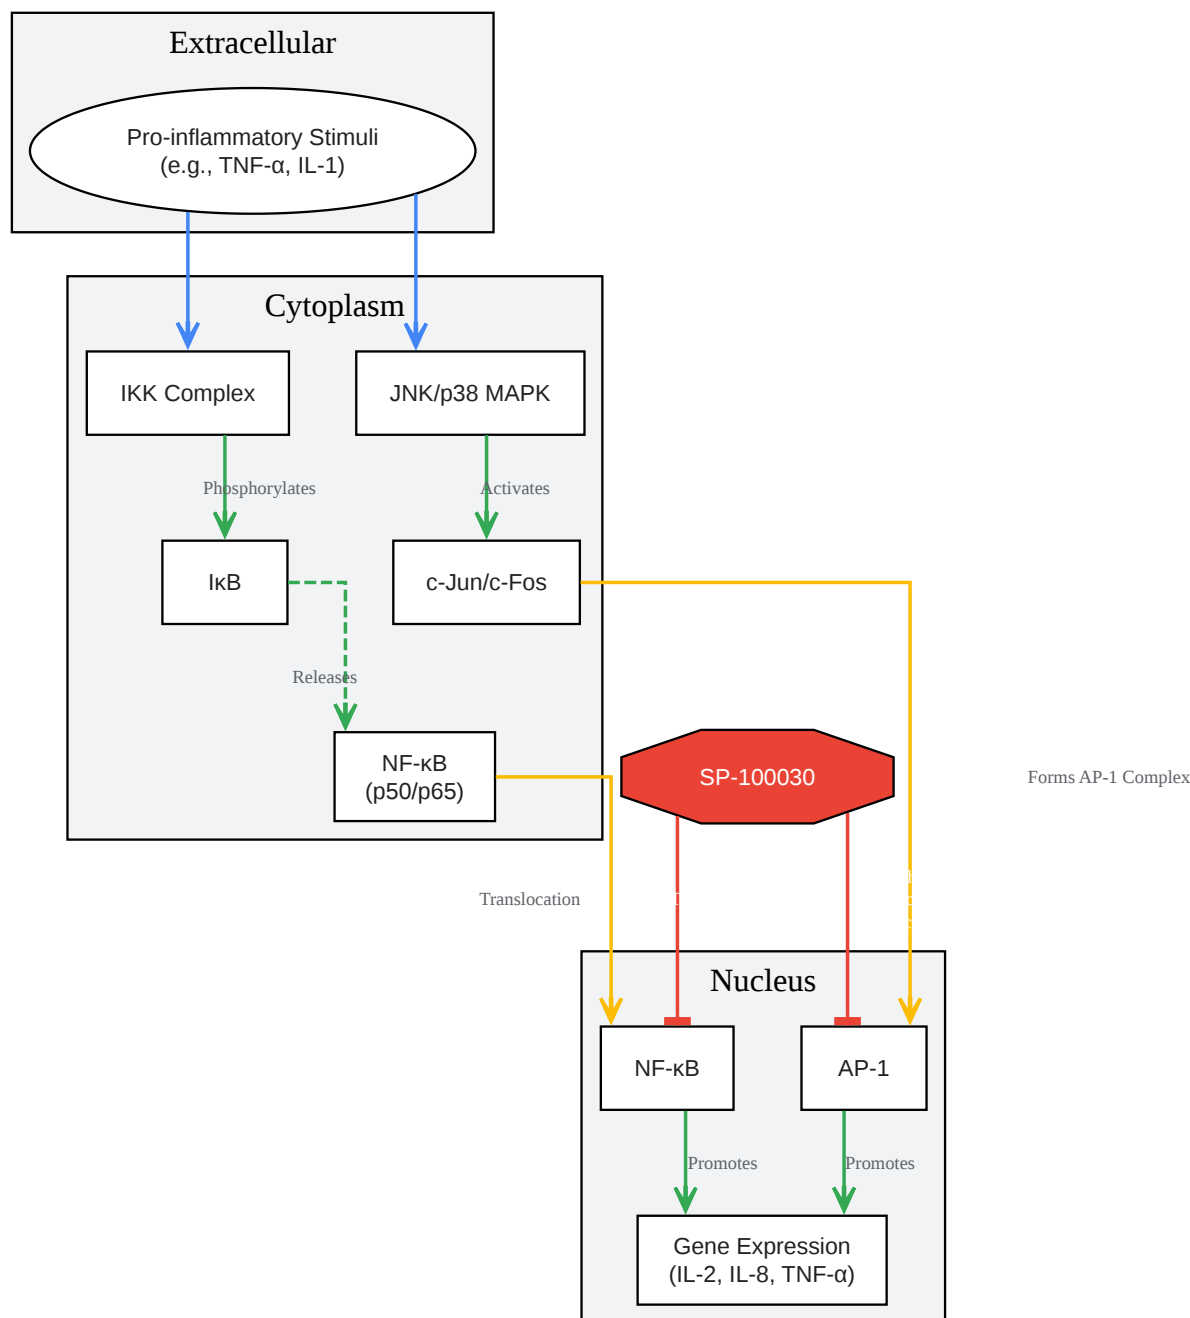 Extracellular
Pro-inflammatory Stimuli
(e.g., TNF-α, IL-1)
Cytoplasm
IKK Complex
JNK/p38 MAPK
Phosphorylates
Activates
IκB
c-Jun/c-Fos
Releases
NF-κB
(p50/p65)
SP-100030
Forms AP-1 Complex
Translocation
Nucleus
NF-κB
AP-1
Promotes
Promotes
Gene Expression
(IL-2, IL-8, TNF-α)